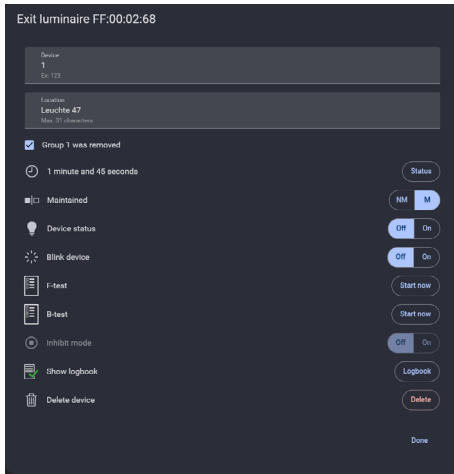 Exit luminaire FF:00:02:68
Device
1
Ex: 123
Location
Leuchte 47
Max. 31 characters
Group 1 was removed
1 minute and 45 seconds
Status
Maintained
NM M
Device status
Off On
Blink device
Off On
F-test
Start now
B-test
Start now
Inhibit mode
Off On
Show logbook
Logbook
Delete device
Delete
Done